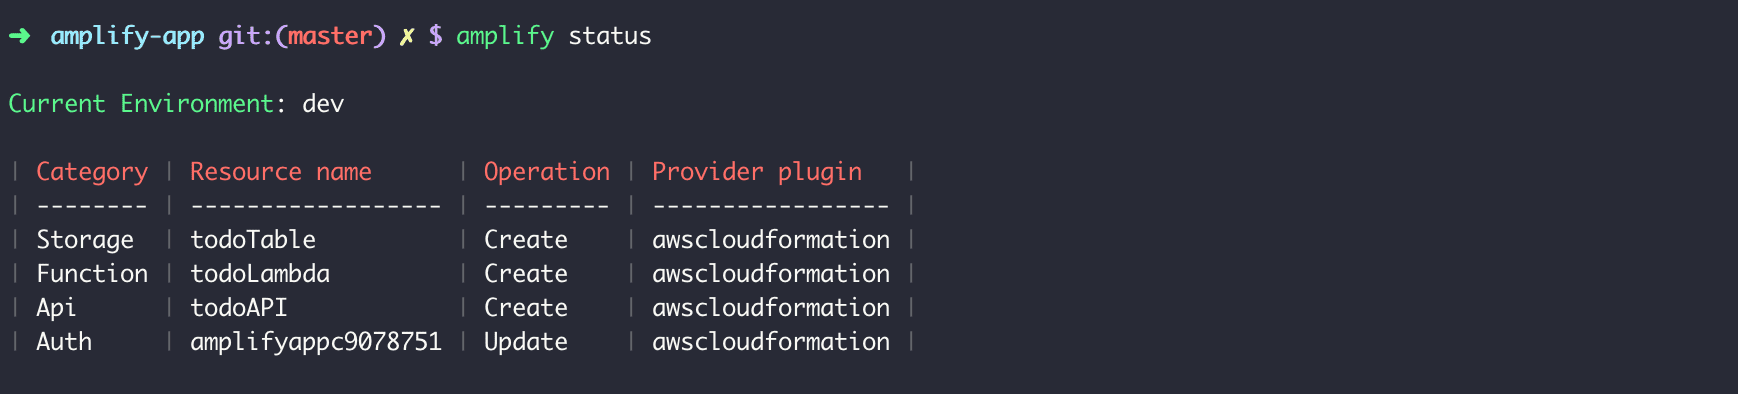 ➜ amplify-app git:(master) ✗ $ amplify status
Current Environment: dev
| Category | Resource name      | Operation | Provider plugin   |
| -------- | ------------------ | --------- | ----------------- |
| Storage  | todoTable          | Create    | awscloudformation |
| Function | todoLambda         | Create    | awscloudformation |
| Api      | todoAPI            | Create    | awscloudformation |
| Auth     | amplifyappc9078751 | Update    | awscloudformation |